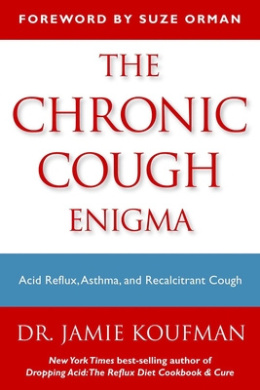 FOREWORD BY SUZE ORMAN
THE
CHRONIC
COUGH
ENIGMA
Acid Reflux, Asthma, and Recalcitrant Cough
DR. JAMIE KOUFMAN
New York Times best-selling author of
Dropping Acid: The Reflux Diet Cookbook & Cure